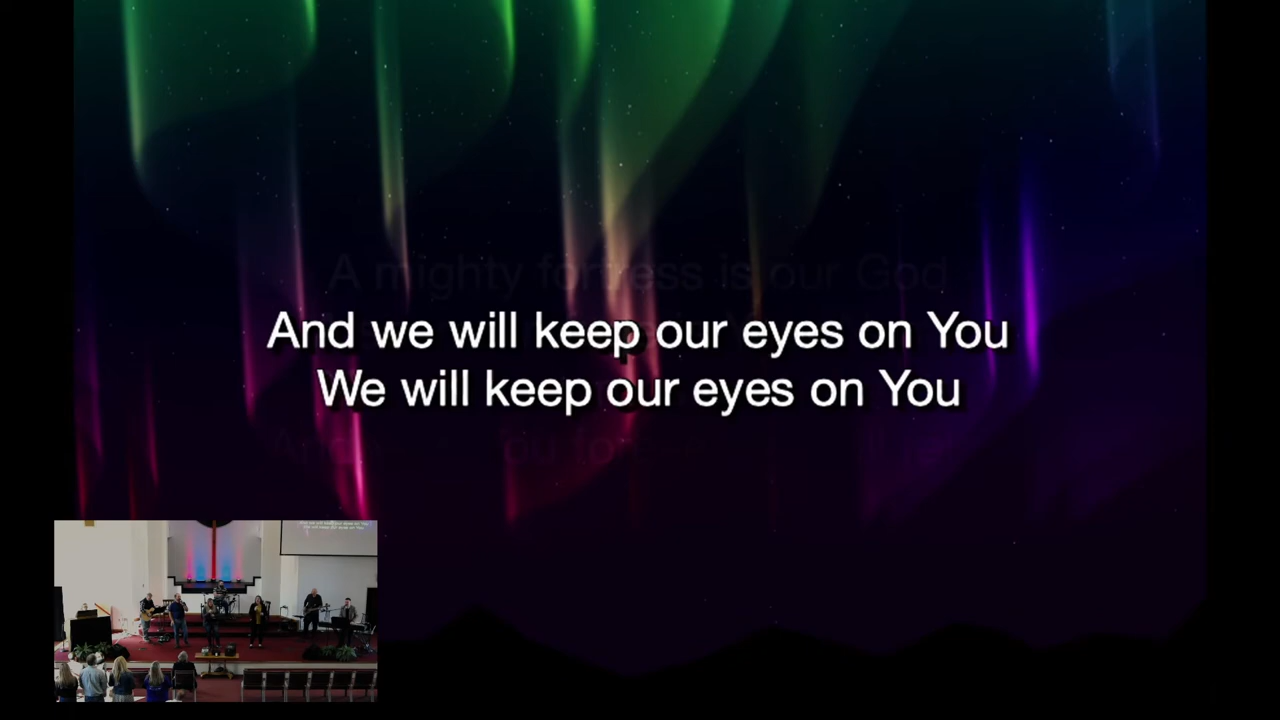 A mighty fortress is our God
And we will keep our eyes on You
We will keep our eyes on You